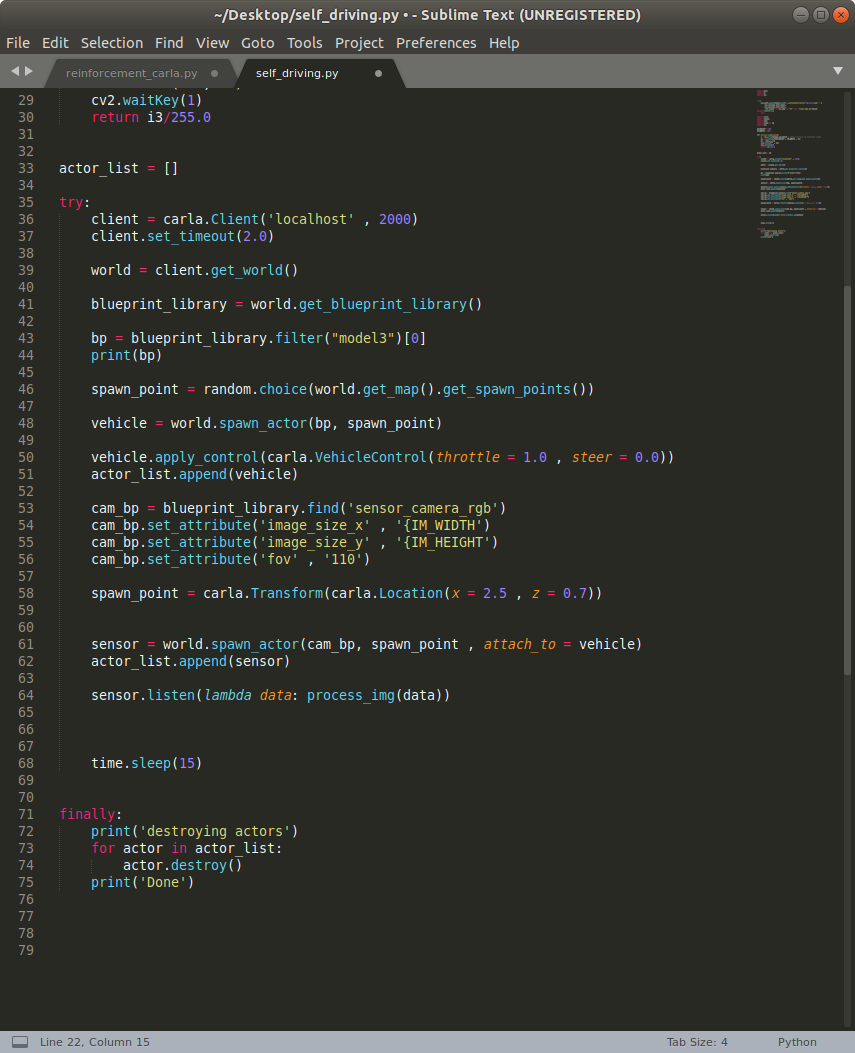 ~/Desktop/self_driving.py • - Sublime Text (UNREGISTERED)
File Edit Selection Find View Goto Tools Project Preferences Help
reinforcement_carla.py
self_driving.py
29 cv2.waitKey(1)
30 return i3/255.0
31
32
33 actor_list = []
34
35 try:
36 client = carla.Client('localhost' , 2000)
37 client.set_timeout(2.0)
38
39 world = client.get_world()
40
41 blueprint_library = world.get_blueprint_library()
42
43 bp = blueprint_library.filter("model3")[0]
44 print(bp)
45
46 spawn_point = random.choice(world.get_map().get_spawn_points())
47
48 vehicle = world.spawn_actor(bp, spawn_point)
49
50 vehicle.apply_control(carla.VehicleControl(throttle = 1.0 , steer = 0.0))
51 actor_list.append(vehicle)
52
53 cam_bp = blueprint_library.find('sensor_camera_rgb')
54 cam_bp.set_attribute('image_size_x' , '{IM_WIDTH')
55 cam_bp.set_attribute('image_size_y' , '{IM_HEIGHT')
56 cam_bp.set_attribute('fov' , '110')
57
58 spawn_point = carla.Transform(carla.Location(x = 2.5 , z = 0.7))
59
60
61 sensor = world.spawn_actor(cam_bp, spawn_point , attach_to = vehicle)
62 actor_list.append(sensor)
63
64 sensor.listen(lambda data: process_img(data))
65
66
67
68 time.sleep(15)
69
70
71 finally:
72 print('destroying actors')
73 for actor in actor_list:
74 actor.destroy()
75 print('Done')
76
77
78
79
Line 22, Column 15
Tab Size: 4
Python